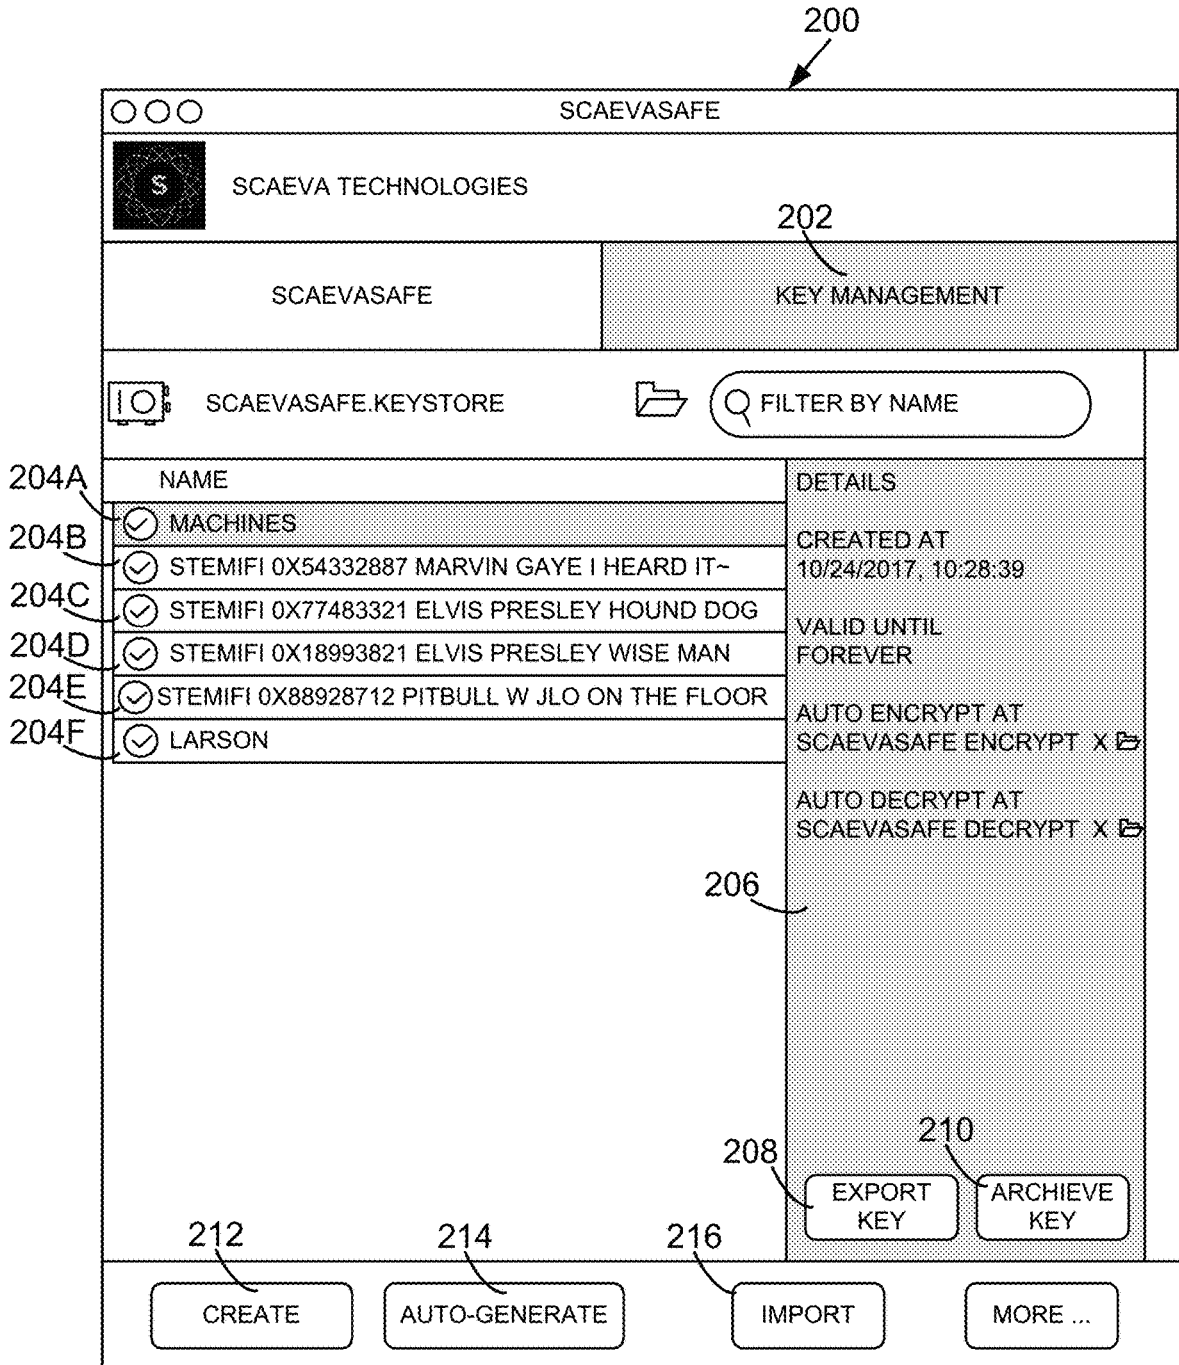 200
SCAEVASAFE
S
SCAEVA TECHNOLOGIES
202
SCAEVASAFE
KEY MANAGEMENT
SCAEVASAFE.KEYSTORE
FILTER BY NAME
204A
NAME
MACHINES
204B
STEMIFI 0X54332887 MARVIN GAYE I HEARD IT~
204C
STEMIFI 0X77483321 ELVIS PRESLEY HOUND DOG
204D
STEMIFI 0X18993821 ELVIS PRESLEY WISE MAN
204E
STEMIFI 0X88928712 PITBULL W JLO ON THE FLOOR
204F
LARSON
DETAILS
CREATED AT
10/24/2017, 10:28:39
VALID UNTIL
FOREVER
AUTO ENCRYPT AT
SCAEVASAFE ENCRYPT X
AUTO DECRYPT AT
SCAEVASAFE DECRYPT X
206
208
210
EXPORT
KEY
ARCHIEVE
KEY
212
214
216
CREATE
AUTO-GENERATE
IMPORT
MORE ...